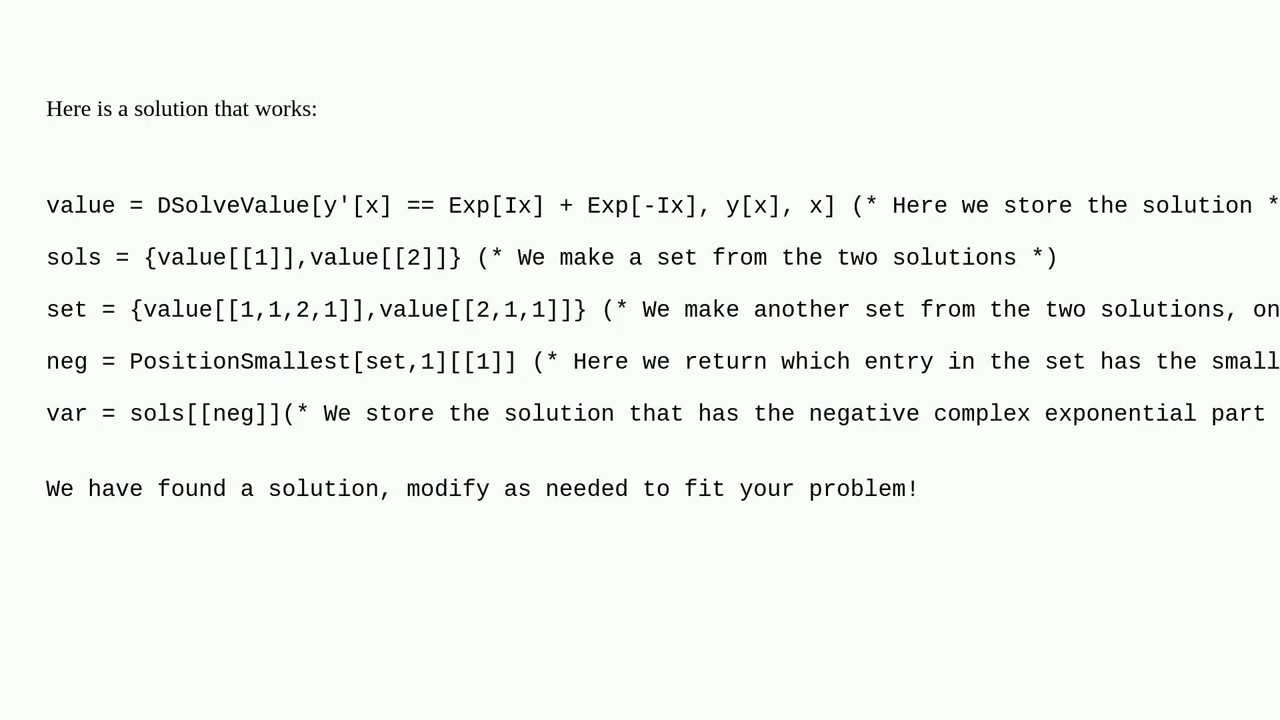 Here is a solution that works:
value = DSolveValue[y'[x] == Exp[Ix] + Exp[-Ix], y[x], x] (* Here we store the solution *
sols = {value[[1]],value[[2]]} (* We make a set from the two solutions *)
set = {value[[1,1,2,1]],value[[2,1,1]]} (* We make another set from the two solutions, on
neg = PositionSmallest[set,1][[1]] (* Here we return which entry in the set has the small
var = sols[[neg]](* We store the solution that has the negative complex exponential part
We have found a solution, modify as needed to fit your problem!